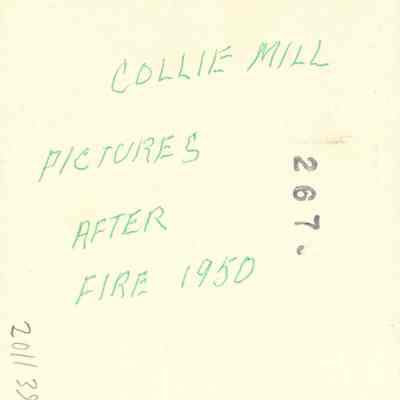 COLLIE MILL
PICTURES
AFTER
FIRE 1950
267.
2011 39